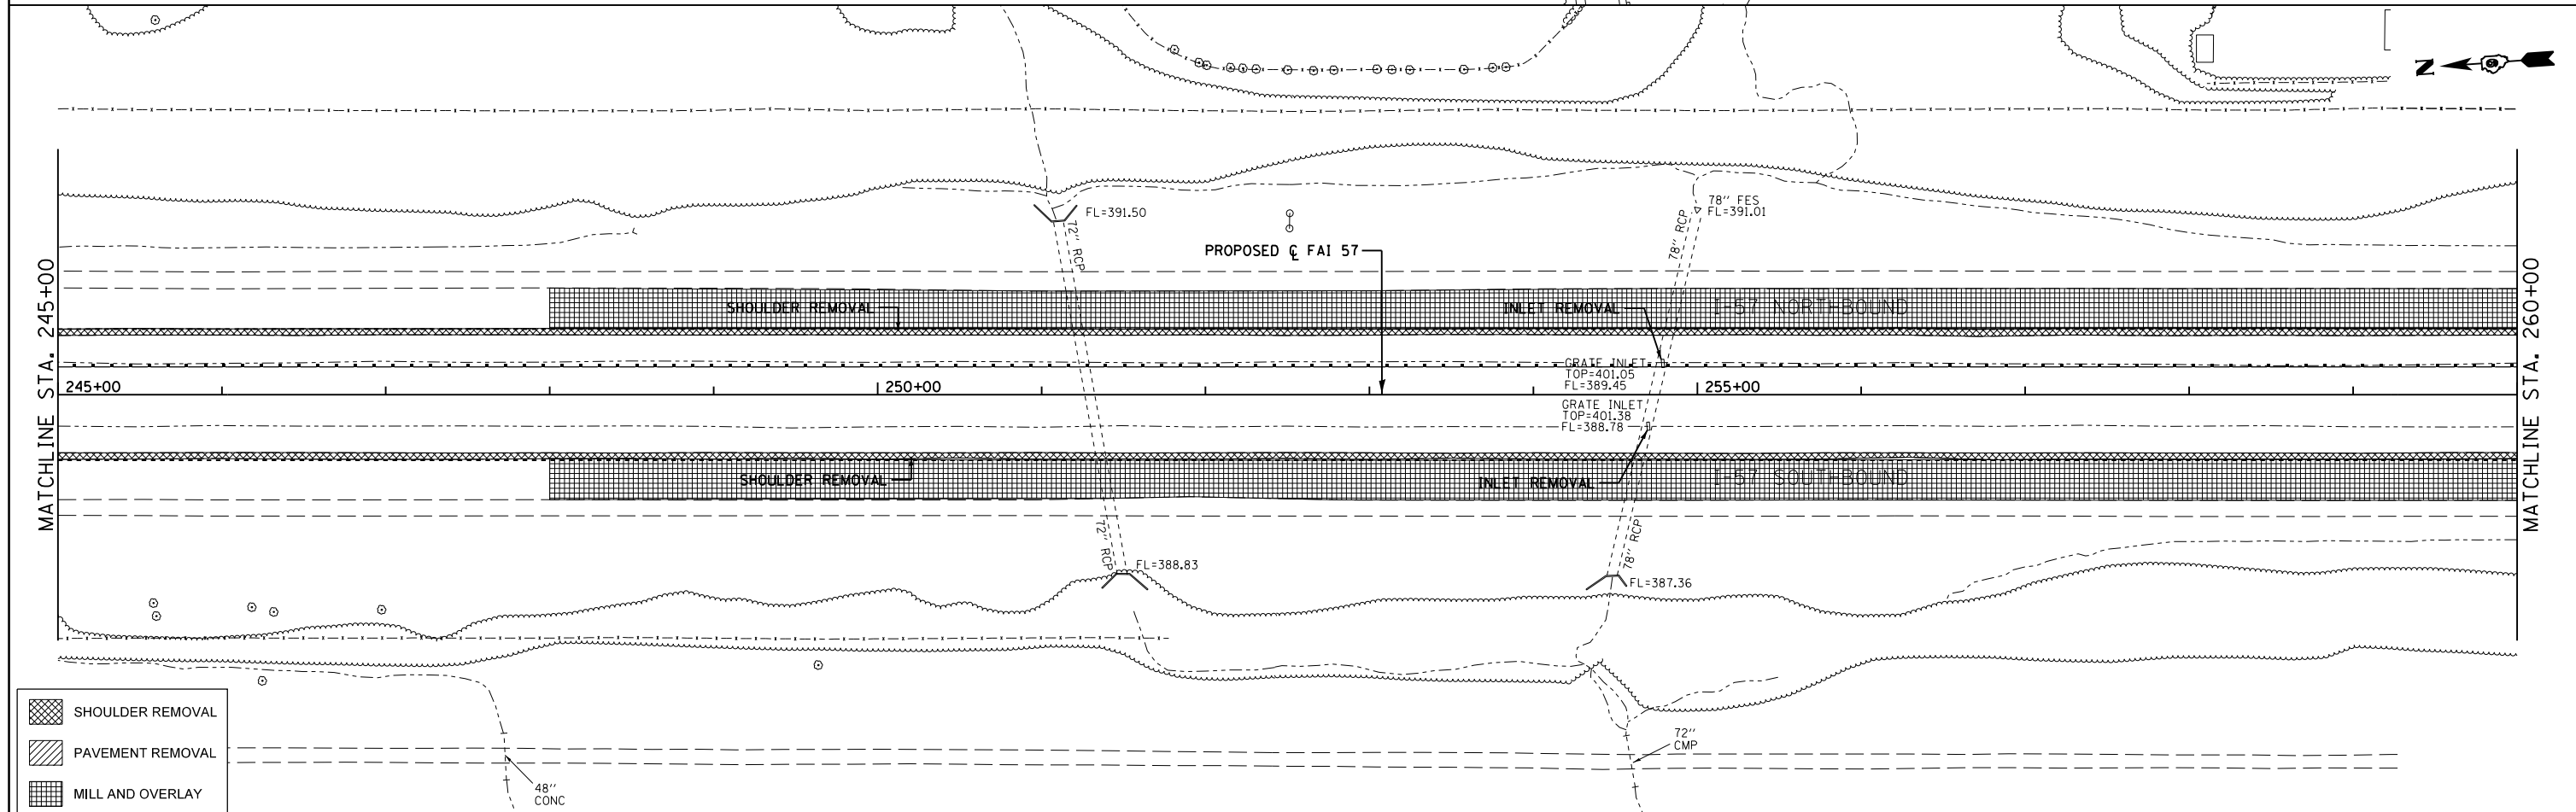 N
FL=391.50
78" FES
FL=391.01
72" RCP
78" RCP
PROPOSED ℄ FAI 57
MATCHLINE STA. 245+00
MATCHLINE STA. 260+00
SHOULDER REMOVAL
INLET REMOVAL
I-57 NORTHBOUND
GRATE INLET
TOP=401.05
FL=389.45
245+00
250+00
255+00
GRATE INLET
TOP=401.38
FL=388.78
SHOULDER REMOVAL
INLET REMOVAL
I-57 SOUTHBOUND
72" RCP
78" RCP
FL=388.83
FL=387.36
SHOULDER REMOVAL
PAVEMENT REMOVAL
MILL AND OVERLAY
48"
CONC
72"
CMP